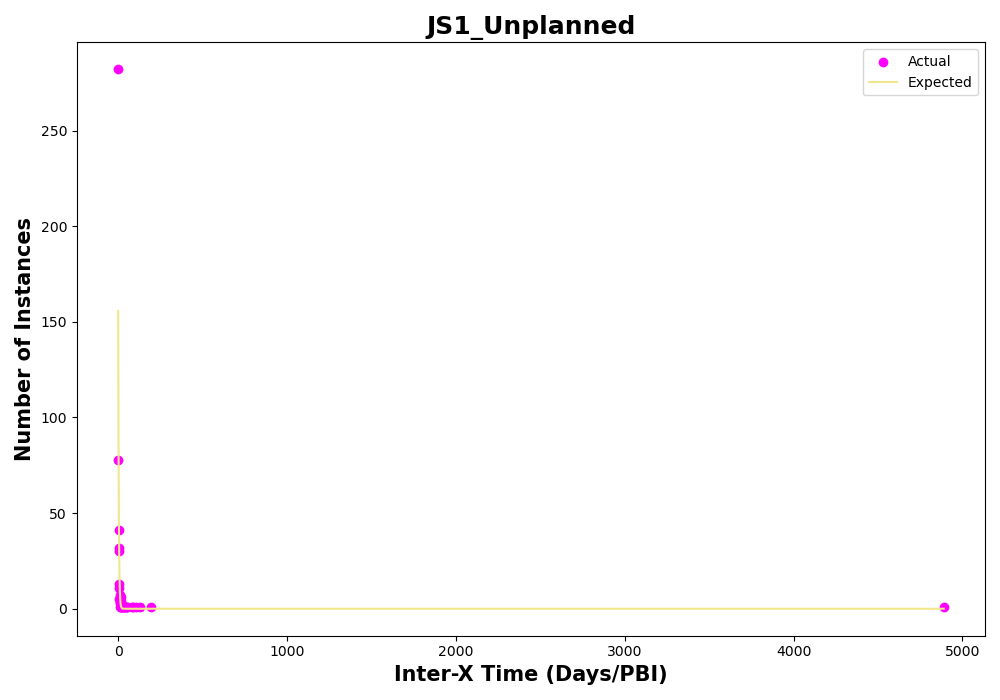 JS1_Unplanned
Actual
Expected
Number of Instances
250
200
150
100
50
0
0
1000
2000
3000
4000
5000
Inter-X Time (Days/PBI)